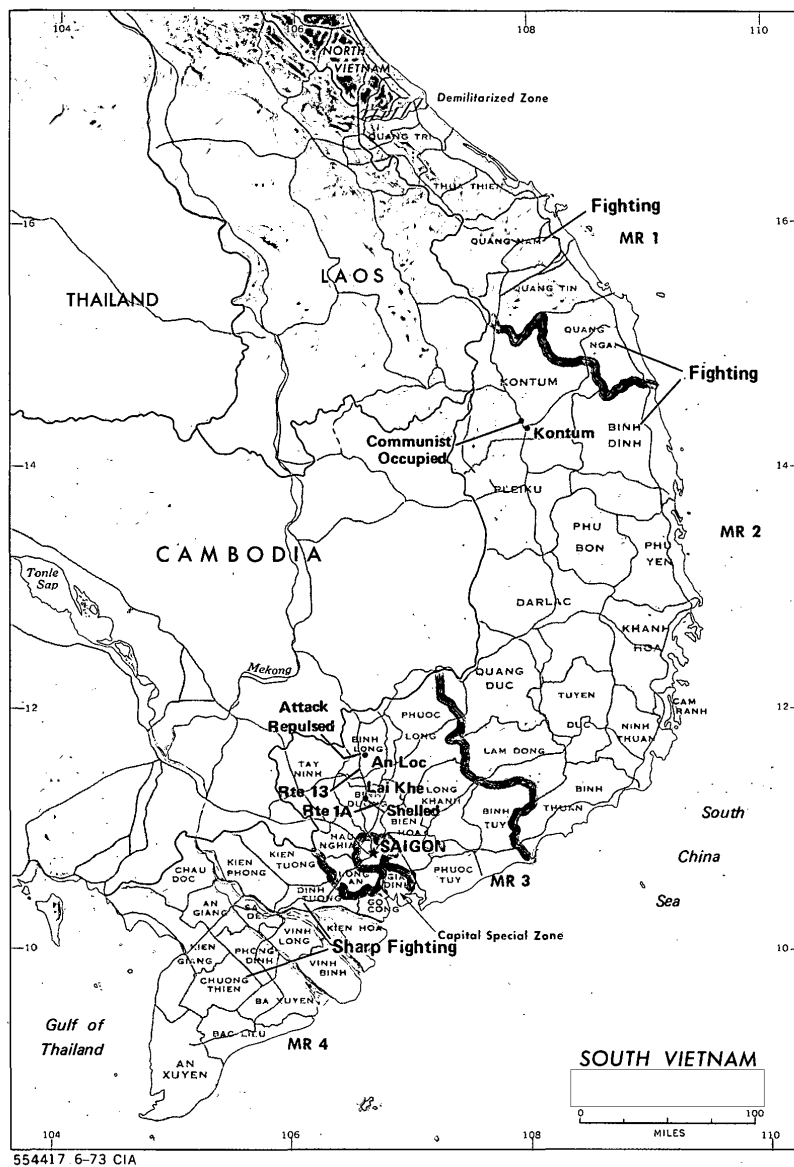 104
106
108
110
NORTH
VIETNAM
Demilitarized Zone
QUANG TRI
THUA THIEN
Fighting
16
16
MR 1
QUANG NAM
LAOS
THAILAND
QUANG TIN
QUANG
NGAI
Fighting
KONTUM
Communist
Occupied
Kontum
BINH
DINH
14
14
PLEIKU
MR 2
PHU
BON
PHU
YEN
CAMBODIA
Tonle
Sap
DARLAC
KHANH
HOA
Mekong
QUANG
DUC
TUYEN
DUC
CAM
RANH
NINH
THUAN
12
12
Attack
Repulsed
PHUOC
LONG
BINH
LONG
An Loc
LAM DONG
TAY
NINH
Rte 13
Lai Khe
LONG
KHANH
BINH
THUAN
Rte 1A
BINH
DUONG
Shelled
BINH
TUY
BIEN
HOA
South
China
Sea
HAU
NGHIA
SAIGON
KIEN
PHONG
KIEN
TUONG
CHAU
DOC
LONG
AN
GIA
DINH
PHUOC
TUY
MR 3
DINH
TUONG
GO
CONG
AN
GIANG
SA
DEC
Capital Special Zone
KIEN HOA
VINH
LONG
10
10
Sharp Fighting
KIEN
GIANG
PHONG
DINH
VINH
BINH
CHUONG
THIEN
BA XUYEN
Gulf of
Thailand
BAC LIEU
MR 4
AN
XUYEN
SOUTH VIETNAM
0
100
MILES
104
106
108
110
554417 6-73 CIA